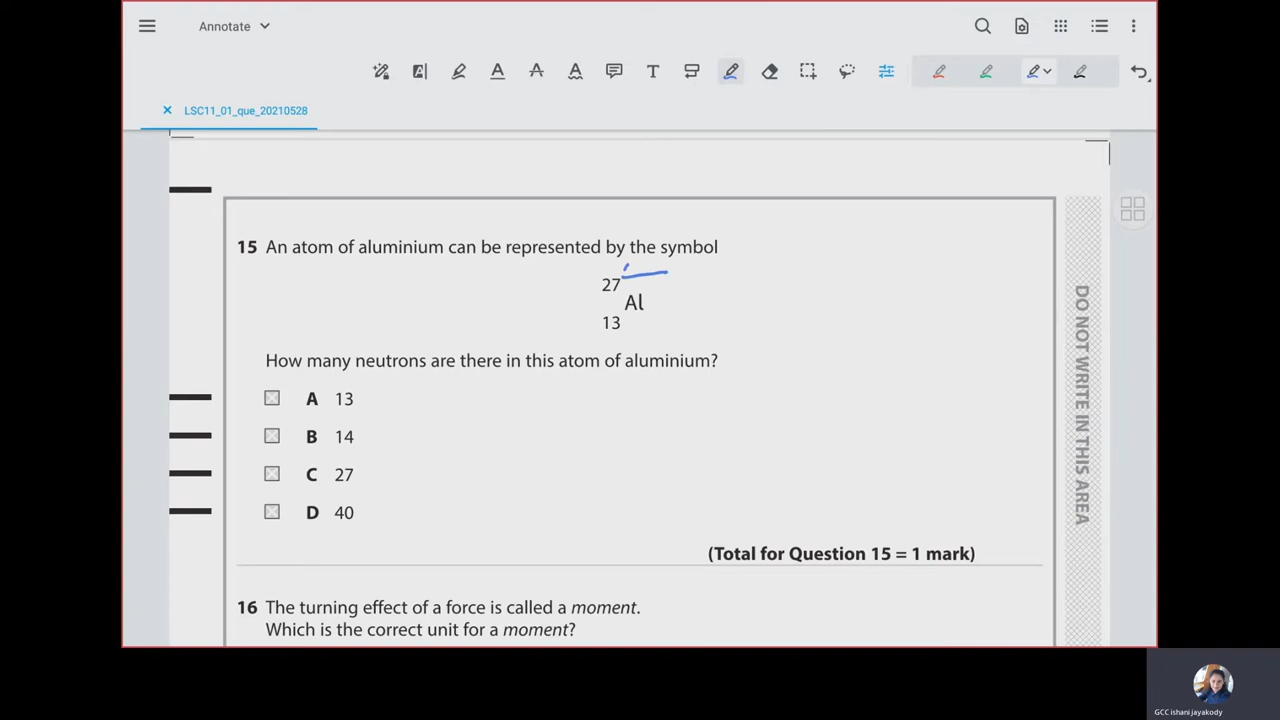 Annotate
LSC11_01_que_20210528
15 An atom of aluminium can be represented by the symbol
27
Al
13
How many neutrons are there in this atom of aluminium?
A 13
B 14
C 27
D 40
(Total for Question 15 = 1 mark)
16 The turning effect of a force is called a moment.
Which is the correct unit for a moment?
DO NOT WRITE IN THIS AREA
GCC ishani jayakody